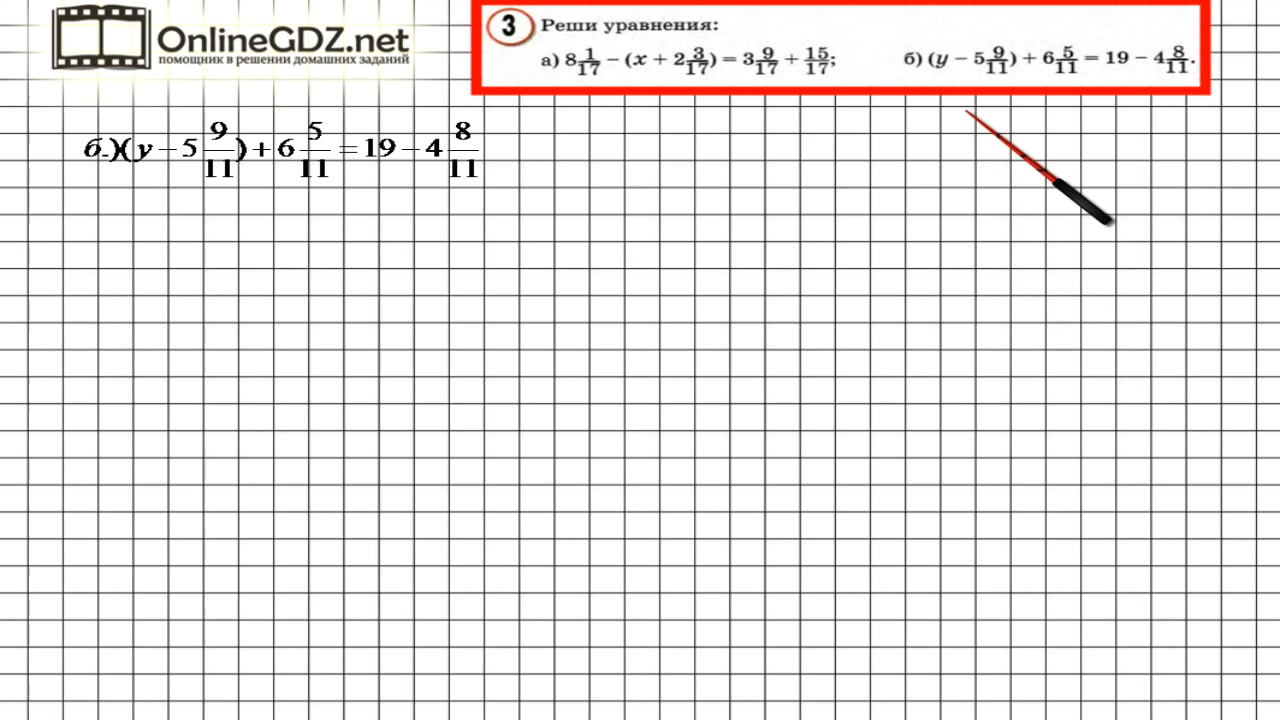 OnlineGDZ.net
помощник в решении домашних заданий
3 Реши уравнения:
а) 8 1/17 − (x + 2 3/17) = 3 9/17 + 15/17; б) (y − 5 9/11) + 6 5/11 = 19 − 4 8/11.
б.)(y − 5 9/11) + 6 5/11 = 19 − 4 8/11